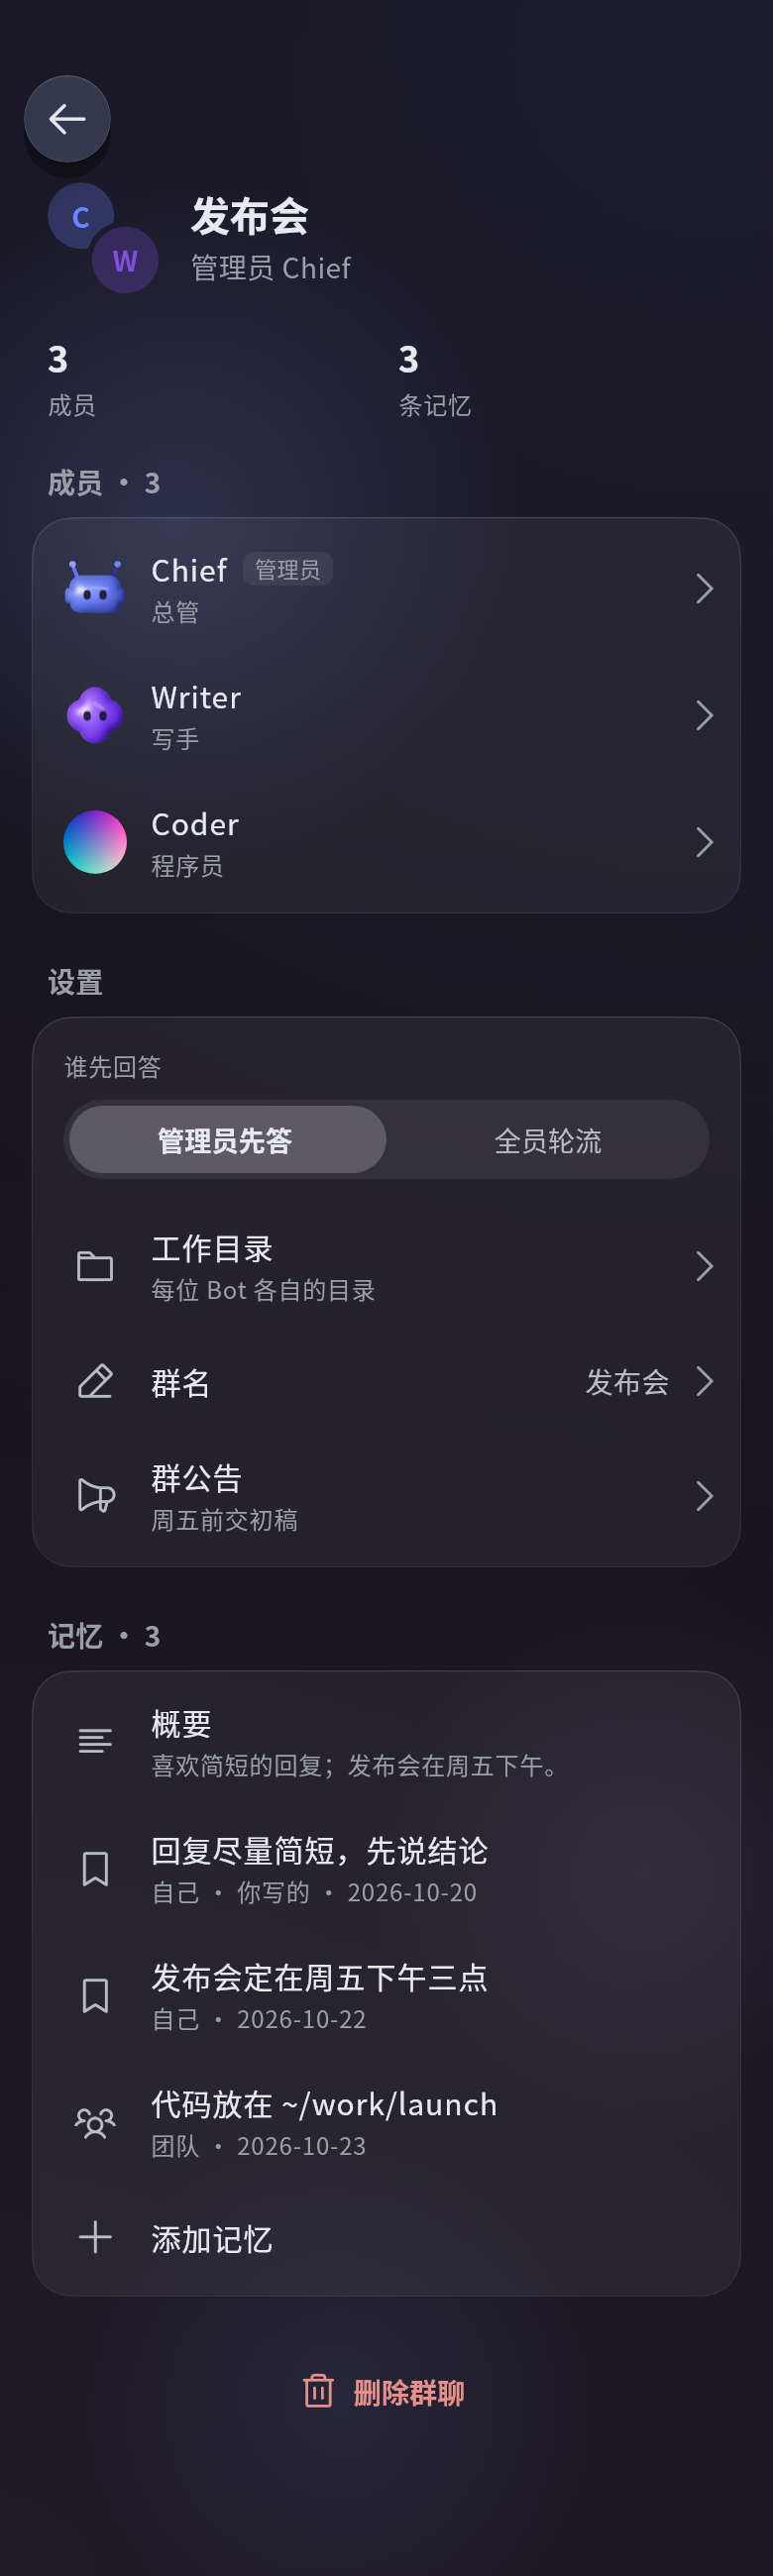 C
W
发布会
管理员 Chief
3
成员
3
条记忆
成员 · 3
Chief 管理员
总管
Writer
写手
Coder
程序员
设置
谁先回答
管理员先答 全员轮流
工作目录
每位 Bot 各自的目录
群名 发布会
群公告
周五前交初稿
记忆 · 3
概要
喜欢简短的回复；发布会在周五下午。
回复尽量简短，先说结论
自己 · 你写的 · 2026-10-20
发布会定在周五下午三点
自己 · 2026-10-22
代码放在 ~/work/launch
团队 · 2026-10-23
添加记忆
删除群聊